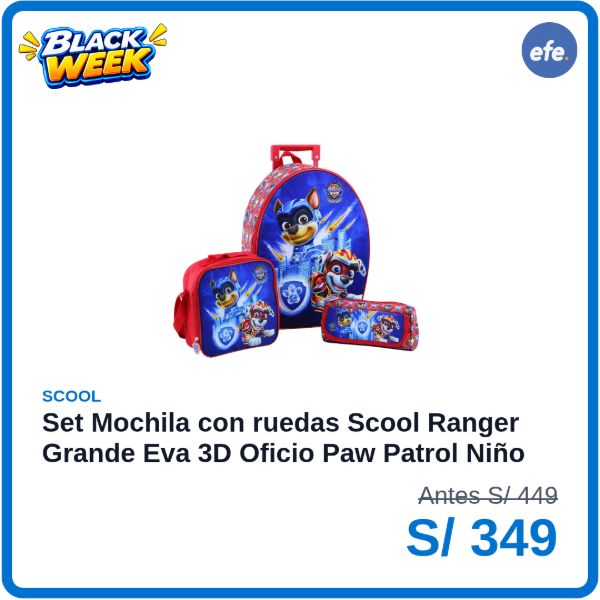 BLACK
WEEK
efe.
SCOOL
Set Mochila con ruedas Scool Ranger
Grande Eva 3D Oficio Paw Patrol Niño
Antes S/ 449
S/ 349